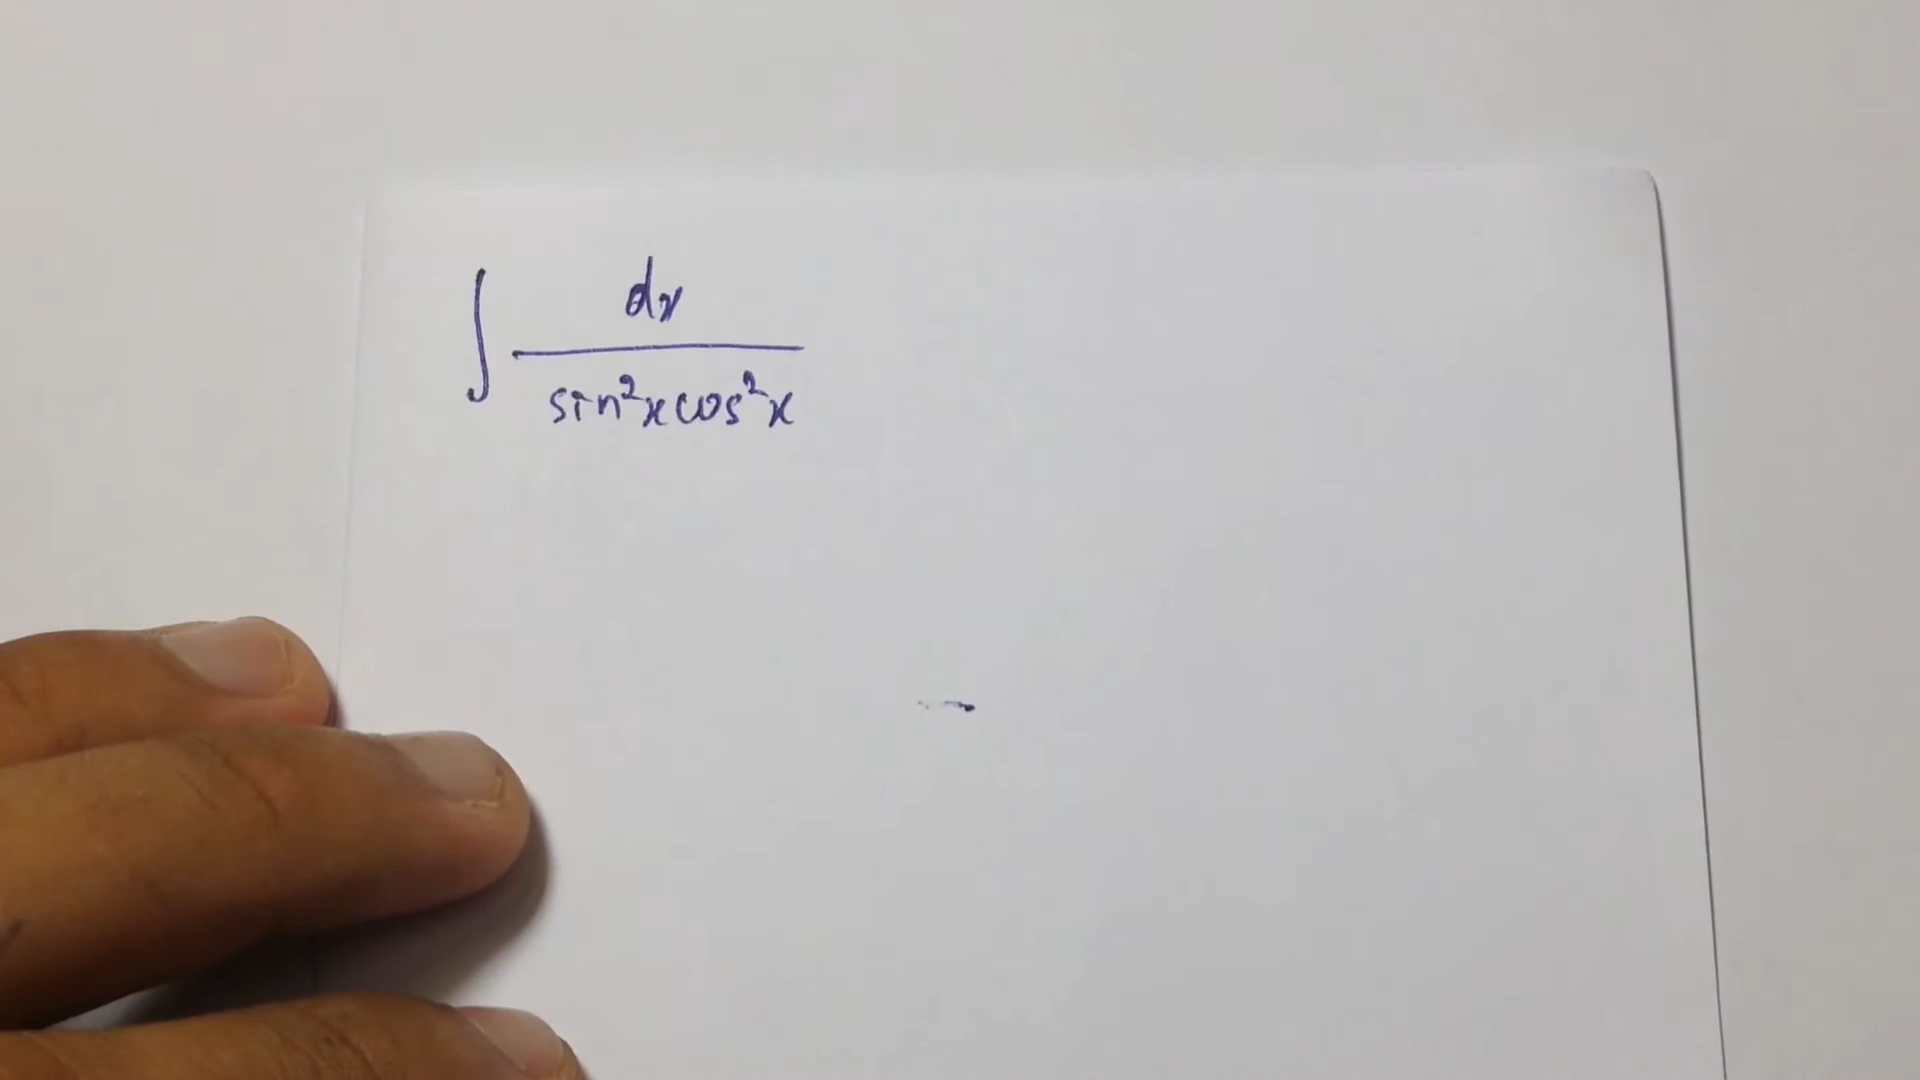 ∫ dx / sin²x cos²x